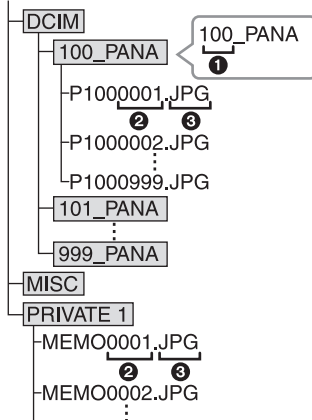 DCIM
100_PANA
100_PANA
❶
P1000001.JPG
❷ ❸
P1000002.JPG
P1000999.JPG
101_PANA
999_PANA
MISC
PRIVATE 1
MEMO0001.JPG
❷ ❸
MEMO0002.JPG